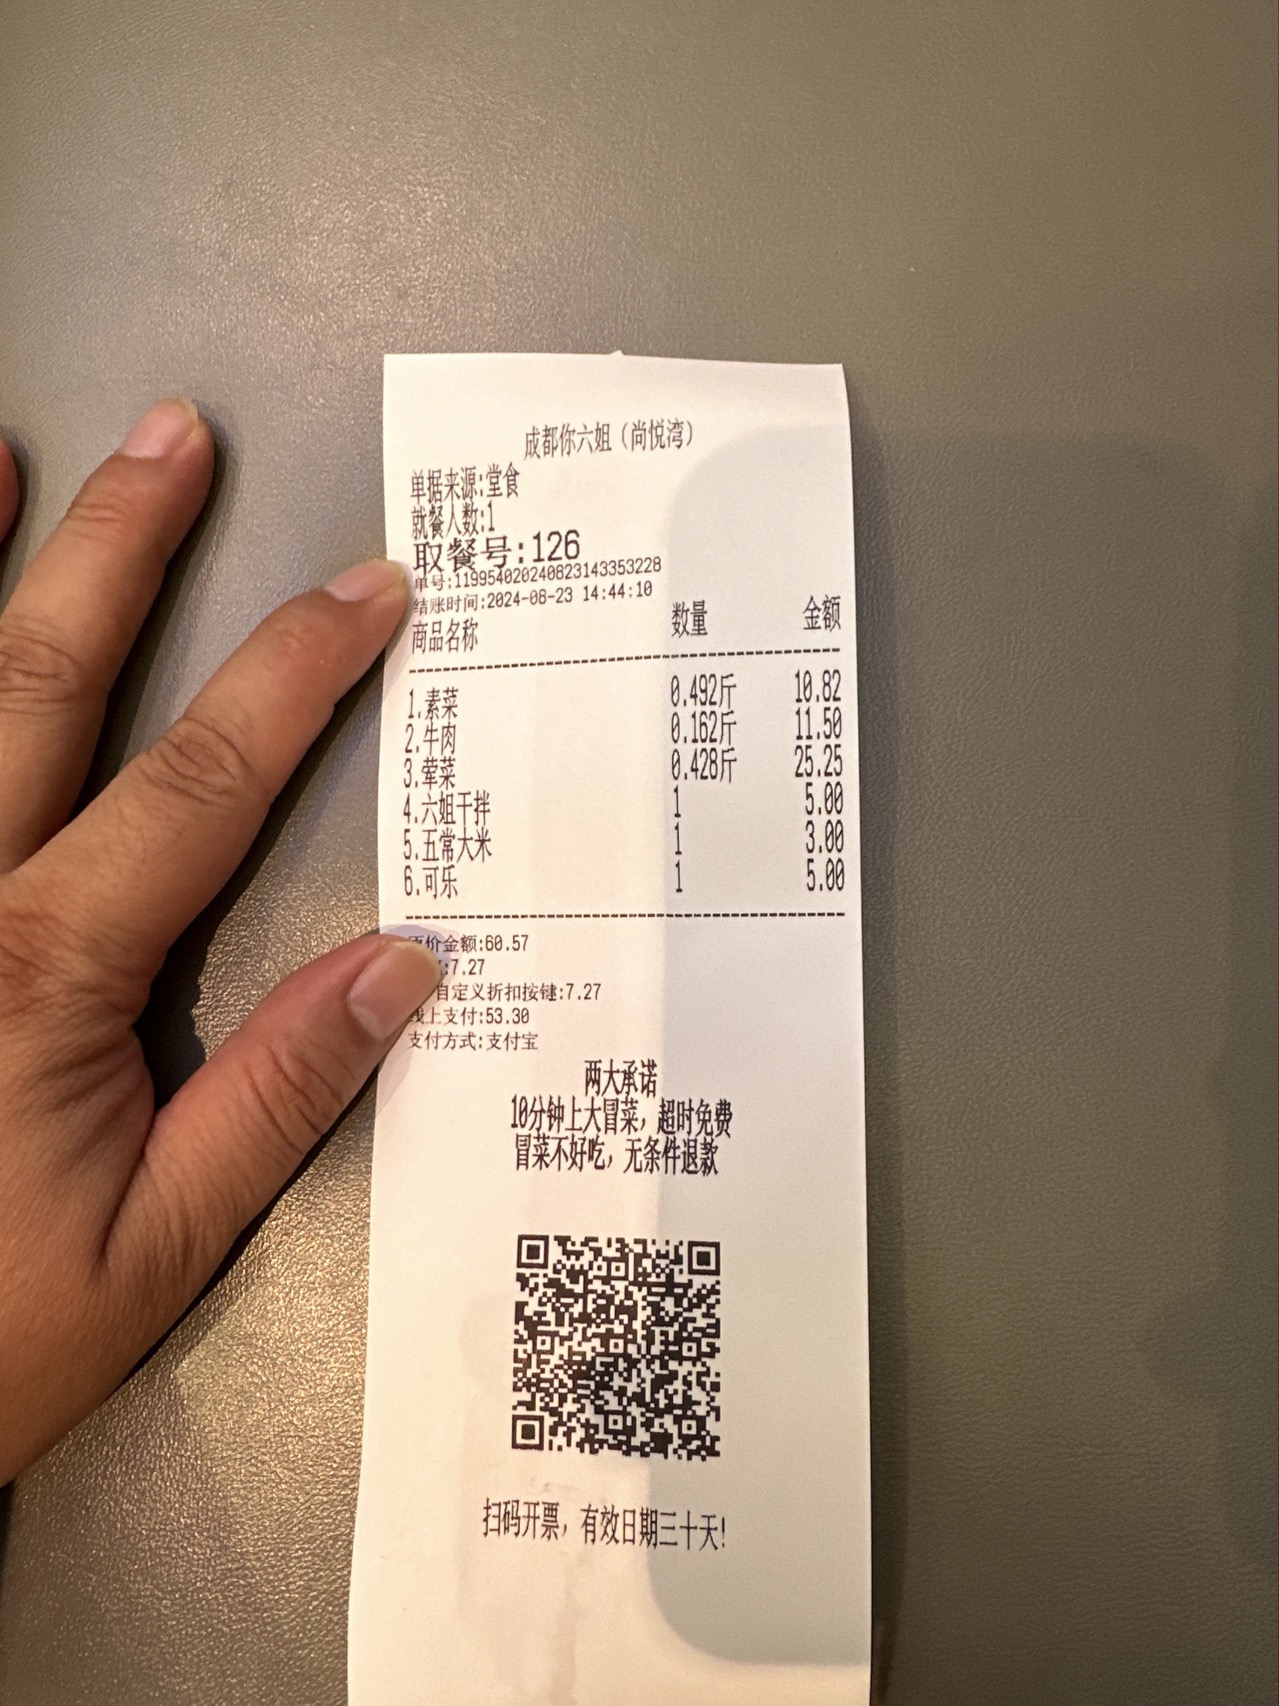 成都你六姐（尚悦湾）
单据来源:堂食
就餐人数:1
取餐号:126
单号:119954020240823143353228
结账时间:2024-08-23 14:44:10
商品名称 数量 金额
1.素菜 0.492斤 10.82
2.牛肉 0.162斤 11.50
3.荤菜 0.428斤 25.25
4.六姐干拌 1 5.00
5.五常大米 1 3.00
6.可乐 1 5.00
原价金额:60.57
:7.27
自定义折扣按键:7.27
线上支付:53.30
支付方式:支付宝
两大承诺
10分钟上大冒菜，超时免费
冒菜不好吃，无条件退款
扫码开票，有效日期三十天!